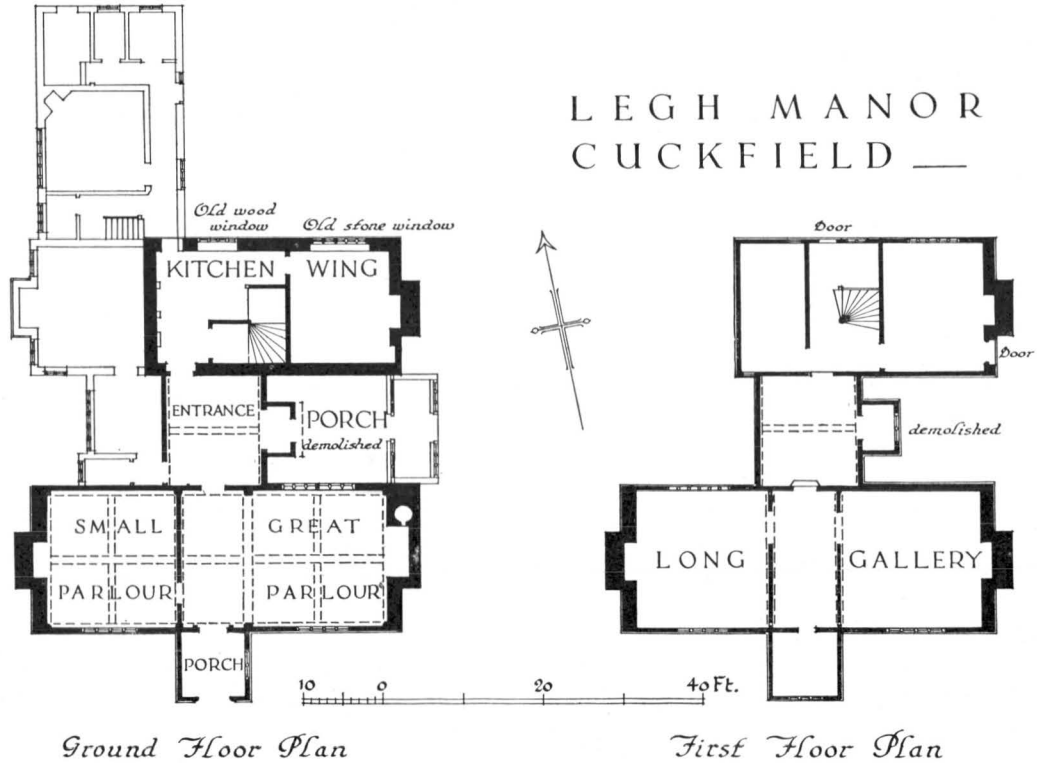 LEGH MANOR
CUCKFIELD
Old wood
window
Old stone window
KITCHEN WING
ENTRANCE
PORCH
demolished
SMALL
PARLOUR
GREAT
PARLOUR
PORCH
Door
Door
demolished
LONG GALLERY
10 0 20 40 Ft.
Ground Floor Plan
First Floor Plan